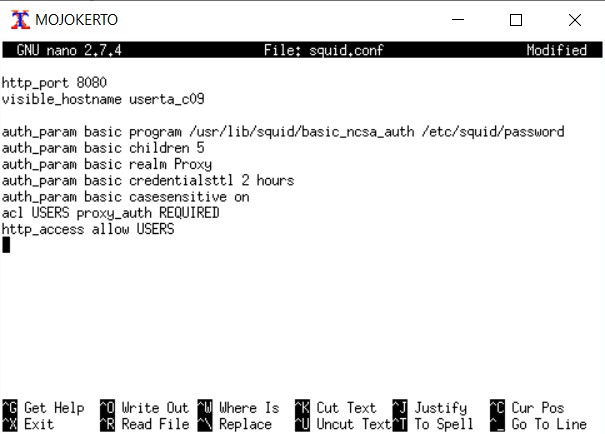 MOJOKERTO
GNU nano 2.7.4 File: squid.conf Modified
http_port 8080
visible_hostname userta_c09
auth_param basic program /usr/lib/squid/basic_ncsa_auth /etc/squid/password
auth_param basic children 5
auth_param basic realm Proxy
auth_param basic credentialsttl 2 hours
auth_param basic casesensitive on
acl USERS proxy_auth REQUIRED
http_access allow USERS
^G Get Help ^O Write Out ^W Where Is ^K Cut Text ^J Justify ^C Cur Pos
^X Exit ^R Read File ^\ Replace ^U Uncut Text ^T To Spell ^_ Go To Line